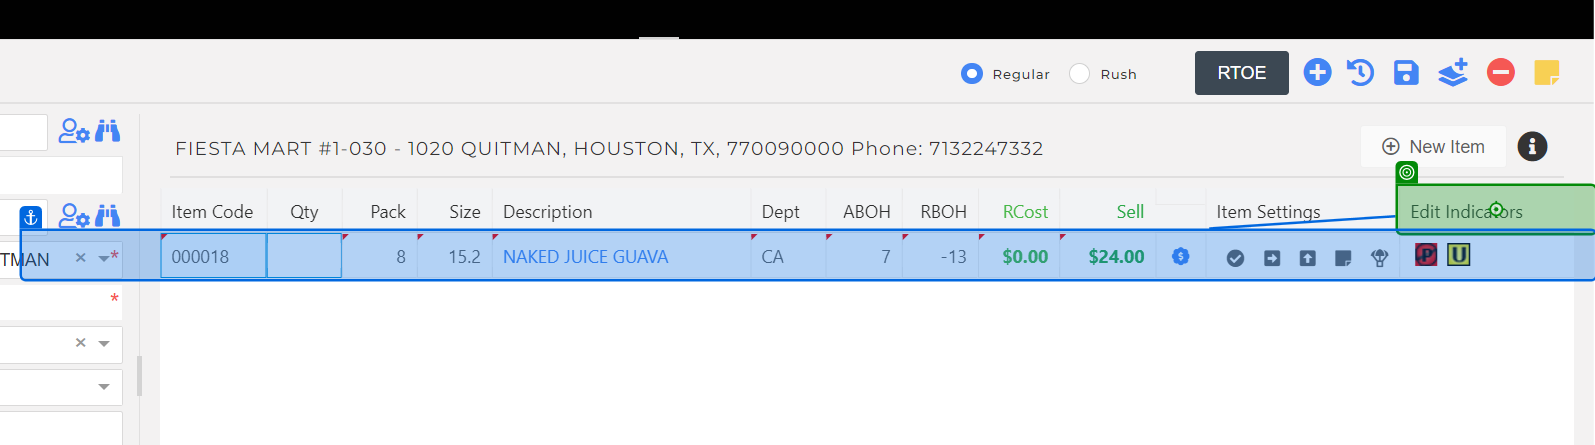 Regular Rush RTOE
FIESTA MART #1-030 - 1020 QUITMAN, HOUSTON, TX, 770090000 Phone: 7132247332
New Item
Item Code Qty Pack Size Description Dept ABOH RBOH RCost Sell Item Settings Edit Indicators
TMAN * 000018 8 15.2 NAKED JUICE GUAVA CA 7 -13 $0.00 $24.00 P U
*